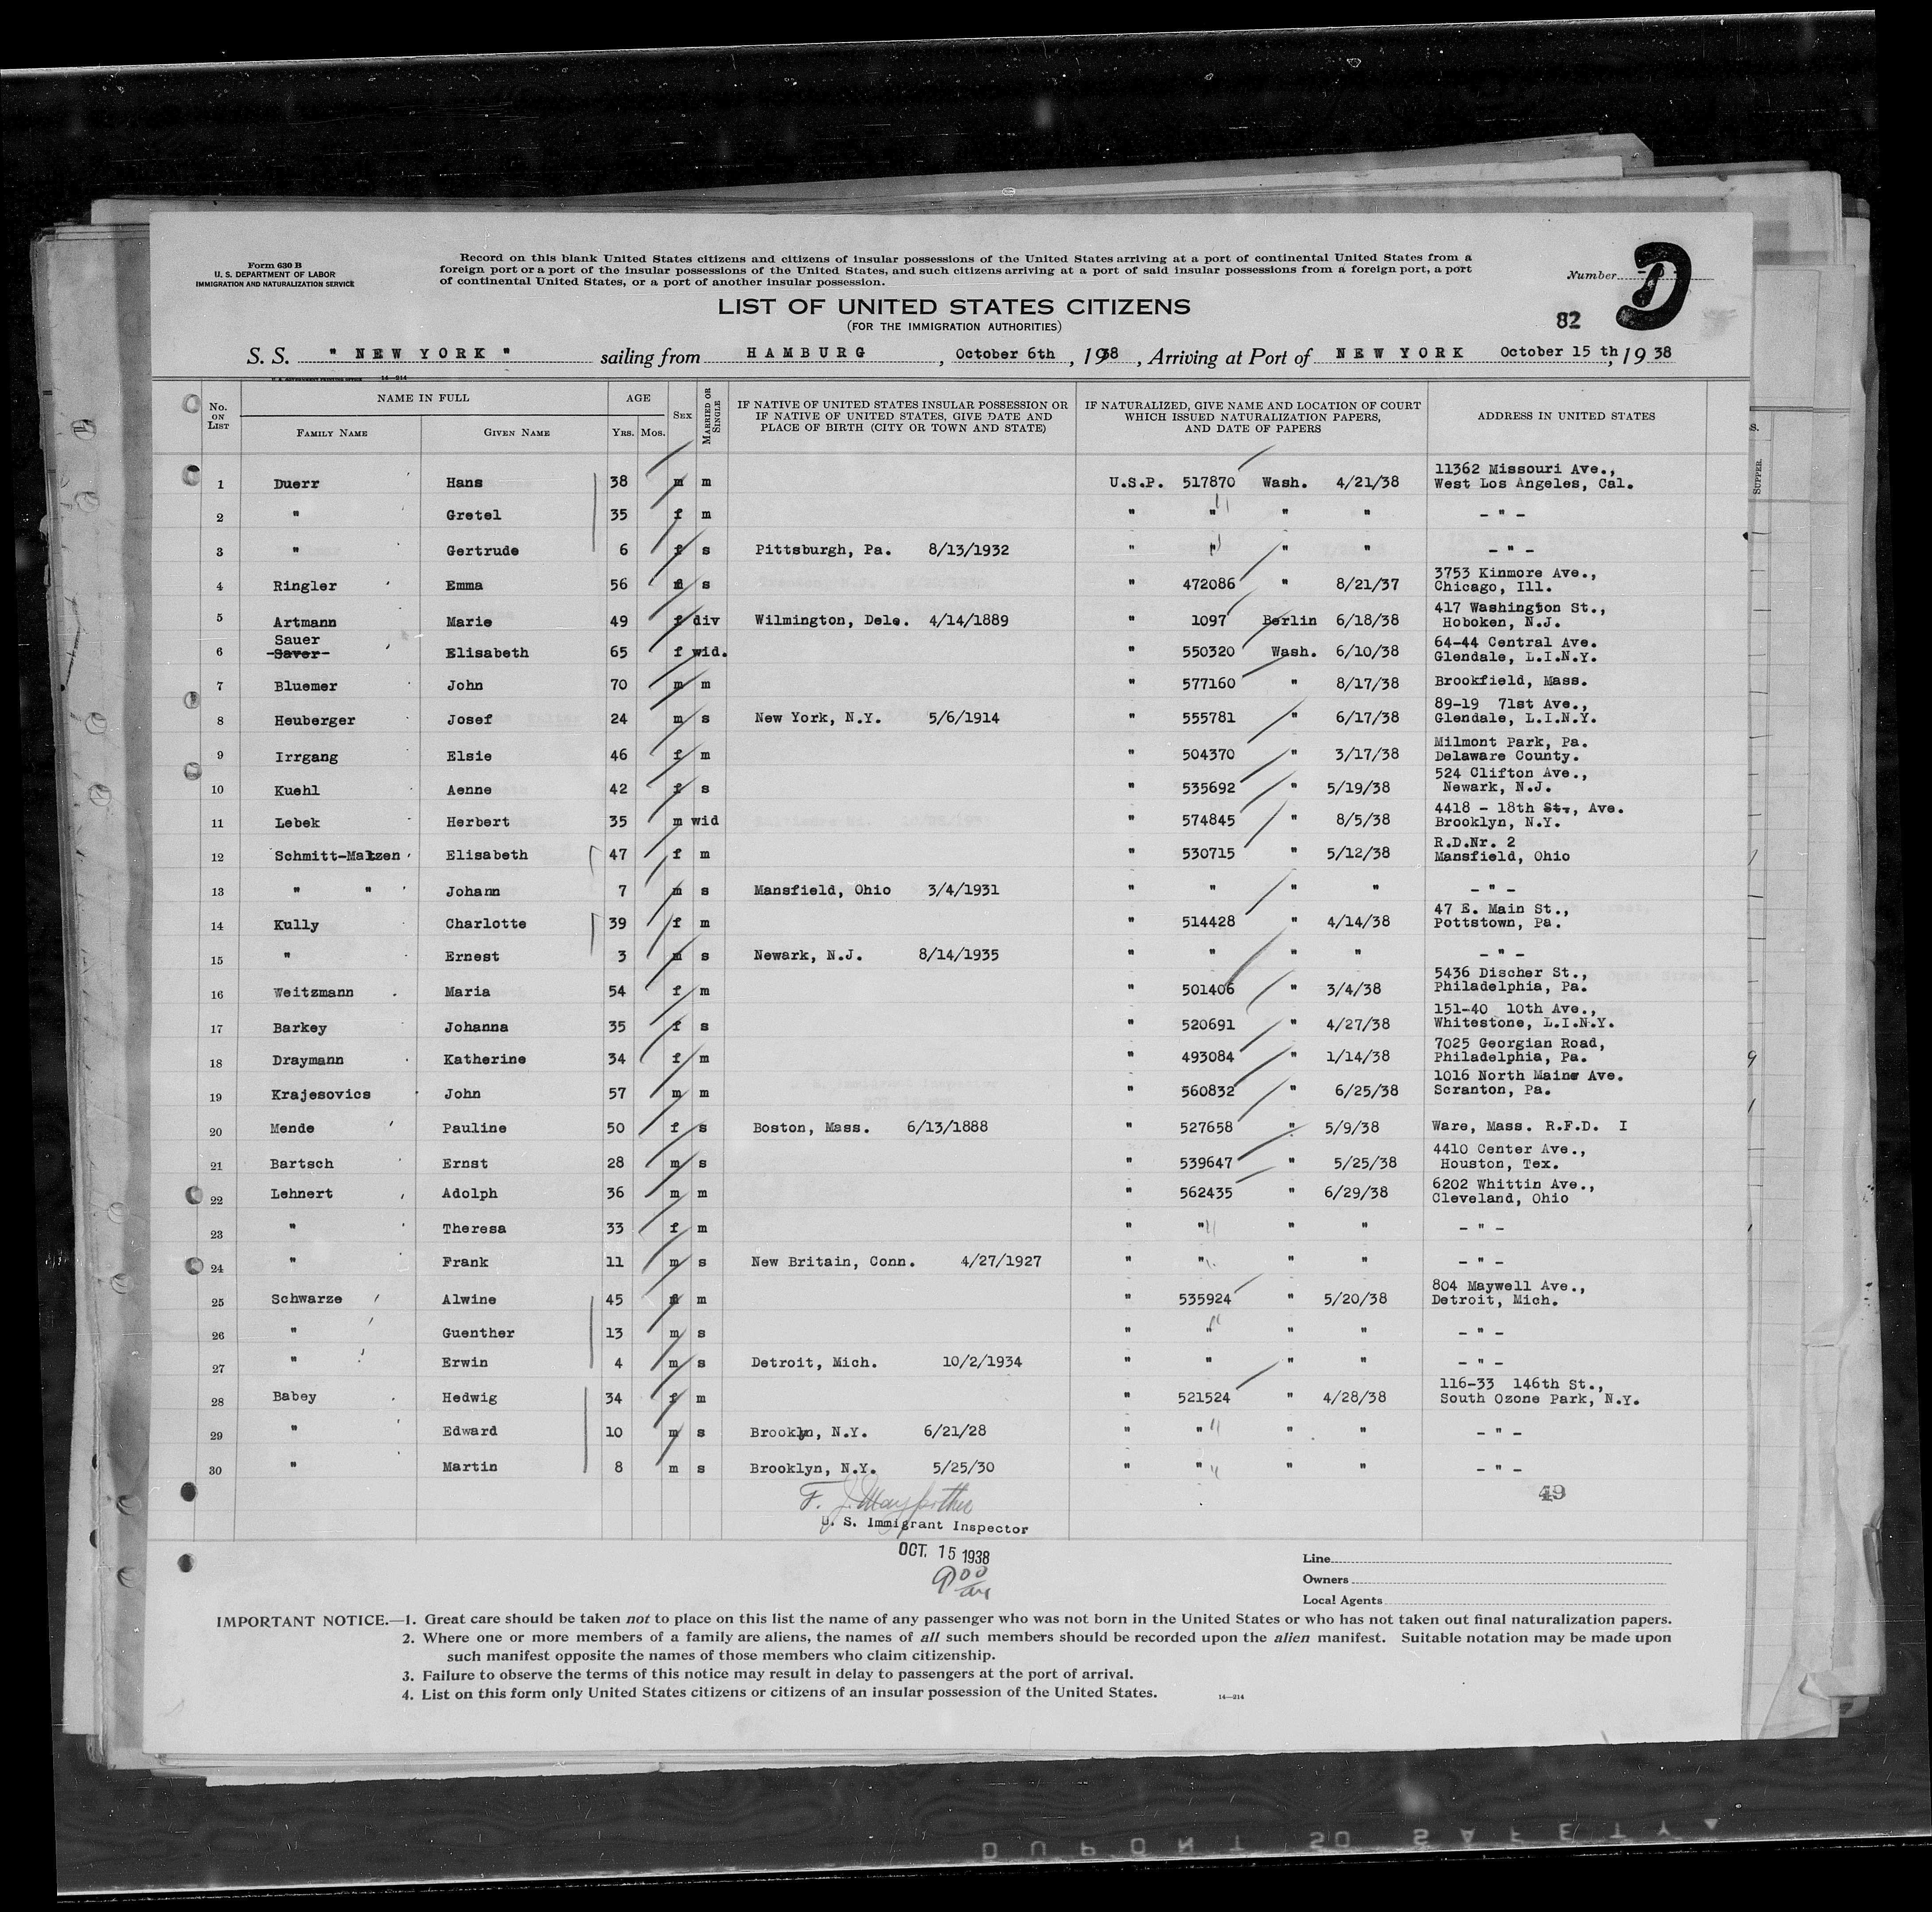 Form 630 B
U. S. DEPARTMENT OF LABOR
IMMIGRATION AND NATURALIZATION SERVICE
Record on this blank United States citizens and citizens of insular possessions of the United States arriving at a port of continental United States from a
foreign port or a port of the insular possessions of the United States, and such citizens arriving at a port of said insular possessions from a foreign port, a port
of continental United States, or a port of another insular possession.
Number
D
82
LIST OF UNITED STATES CITIZENS
(FOR THE IMMIGRATION AUTHORITIES)
S. S. " NEW YORK " sailing from HAMBURG, October 6th, 1938, Arriving at Port of NEW YORK October 15 th, 1938
U. S. GOVERNMENT PRINTING OFFICE 14—214
No. ON LIST NAME IN FULL FAMILY NAME GIVEN NAME AGE YRS. MOS. SEX MARRIED OR SINGLE
IF NATIVE OF UNITED STATES INSULAR POSSESSION OR
IF NATIVE OF UNITED STATES, GIVE DATE AND
PLACE OF BIRTH (CITY OR TOWN AND STATE)
IF NATURALIZED, GIVE NAME AND LOCATION OF COURT
WHICH ISSUED NATURALIZATION PAPERS,
AND DATE OF PAPERS
ADDRESS IN UNITED STATES
SUPPER.
1 Duerr Hans 38 m m U.S.P. 517870 Wash. 4/21/38 11362 Missouri Ave., West Los Angeles, Cal.
2 " Gretel 35 f m " " " " - " -
3 " Gertrude 6 f s Pittsburgh, Pa. 8/13/1932 " " " " - " -
4 Ringler Emma 56 f s " 472086 " 8/21/37 3753 Kinmore Ave., Chicago, Ill.
5 Artmann Marie 49 f div Wilmington, Dele. 4/14/1889 " 1097 Berlin 6/18/38 417 Washington St., Hoboken, N.J.
Sauer
6 Saver Elisabeth 65 f wid. " 550320 Wash. 6/10/38 64-44 Central Ave. Glendale, L.I.N.Y.
7 Bluemer John 70 m m " 577160 " 8/17/38 Brookfield, Mass.
8 Heuberger Josef 24 m s New York, N.Y. 5/6/1914 " 555781 " 6/17/38 89-19 71st Ave., Glendale, L.I.N.Y.
9 Irrgang Elsie 46 f m " 504370 " 3/17/38 Milmont Park, Pa. Delaware County.
10 Kuehl Aenne 42 f s " 535692 " 5/19/38 524 Clifton Ave., Newark, N.J.
11 Lebek Herbert 35 m wid " 574845 " 8/5/38 4418 - 18th St., Ave. Brooklyn, N.Y.
12 Schmitt-Maltzen Elisabeth 47 f m " 530715 " 5/12/38 R.D.Nr. 2 Mansfield, Ohio
13 " " Johann 7 m s Mansfield, Ohio 3/4/1931 " " " " - " -
14 Kully Charlotte 39 f m " 514428 " 4/14/38 47 E. Main St., Pottstown, Pa.
15 " Ernest 3 m s Newark, N.J. 8/14/1935 " " " " - " -
16 Weitzmann Maria 54 f m " 501406 " 3/4/38 5436 Discher St., Philadelphia, Pa.
17 Barkey Johanna 35 f s " 520691 " 4/27/38 151-40 10th Ave., Whitestone, L.I.N.Y.
18 Draymann Katherine 34 f m " 493084 " 1/14/38 7025 Georgian Road, Philadelphia, Pa.
19 Krajesovics John 57 m m " 560832 " 6/25/38 1016 North Maine Ave. Scranton, Pa.
20 Mende Pauline 50 f s Boston, Mass. 6/13/1888 " 527658 " 5/9/38 Ware, Mass. R.F.D. I
21 Bartsch Ernst 28 m s " 539647 " 5/25/38 4410 Center Ave., Houston, Tex.
22 Lehnert Adolph 36 m m " 562435 " 6/29/38 6202 Whittin Ave., Cleveland, Ohio
23 " Theresa 33 f m " " " " - " -
24 " Frank 11 m s New Britain, Conn. 4/27/1927 " " " " - " -
25 Schwarze Alwine 45 f m " 535924 " 5/20/38 804 Maywell Ave., Detroit, Mich.
26 " Guenther 13 m s " " " " - " -
27 " Erwin 4 m s Detroit, Mich. 10/2/1934 " " " " - " -
28 Babey Hedwig 34 f m " 521524 " 4/28/38 116-33 146th St., South Ozone Park, N.Y.
29 " Edward 10 m s Brooklyn, N.Y. 6/21/28 " " " " - " -
30 " Martin 8 m s Brooklyn, N.Y. 5/25/30 " " " " - " -
F. J.
49
U. S. Immigrant Inspector
OCT. 15 1938
9 00 am
Line
Owners
Local Agents
IMPORTANT NOTICE.—1. Great care should be taken not to place on this list the name of any passenger who was not born in the United States or who has not taken out final naturalization papers.
2. Where one or more members of a family are aliens, the names of all such members should be recorded upon the alien manifest. Suitable notation may be made upon
such manifest opposite the names of those members who claim citizenship.
3. Failure to observe the terms of this notice may result in delay to passengers at the port of arrival.
4. List on this form only United States citizens or citizens of an insular possession of the United States.
14—214
DUPONT SO SAFETY